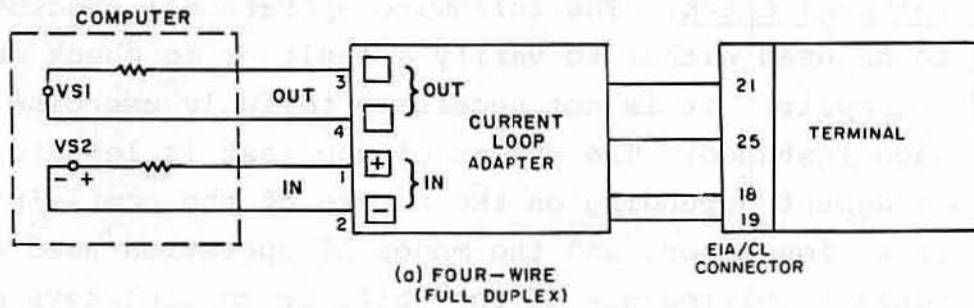 COMPUTER
VS1
OUT
3
4
OUT
VS2
- +
IN
1
2
+
-
IN
CURRENT
LOOP
ADAPTER
21
25
18
19
TERMINAL
EIA/CL
CONNECTOR
(a) FOUR-WIRE
(FULL DUPLEX)